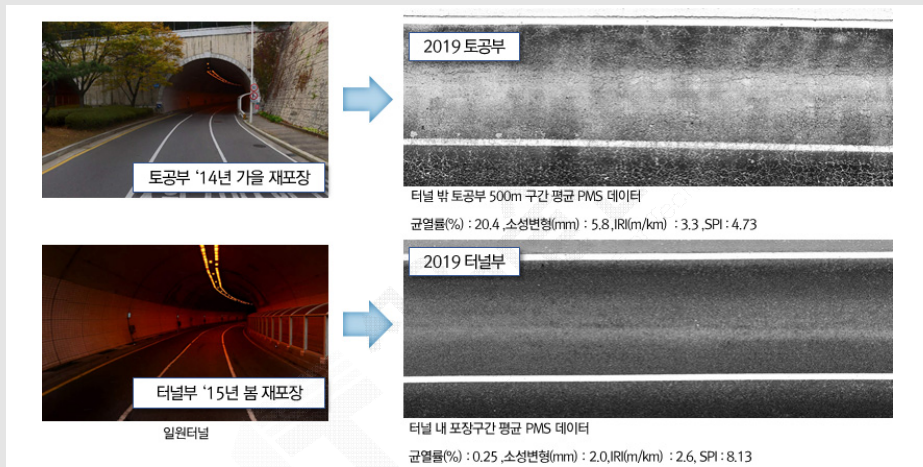 2019 토공부
토공부 ‘14년 가을 재포장
터널 밖 토공부 500m 구간 평균 PMS 데이터
균열률(%) : 20.4 ,소성변형(mm) : 5.8,IRI(m/km) : 3.3 ,SPI : 4.73
2019 터널부
터널부 ‘15년 봄 재포장
일원터널
터널 내 포장구간 평균 PMS 데이터
균열률(%) : 0.25 ,소성변형(mm) : 2.0,IRI(m/km) : 2.6, SPI : 8.13